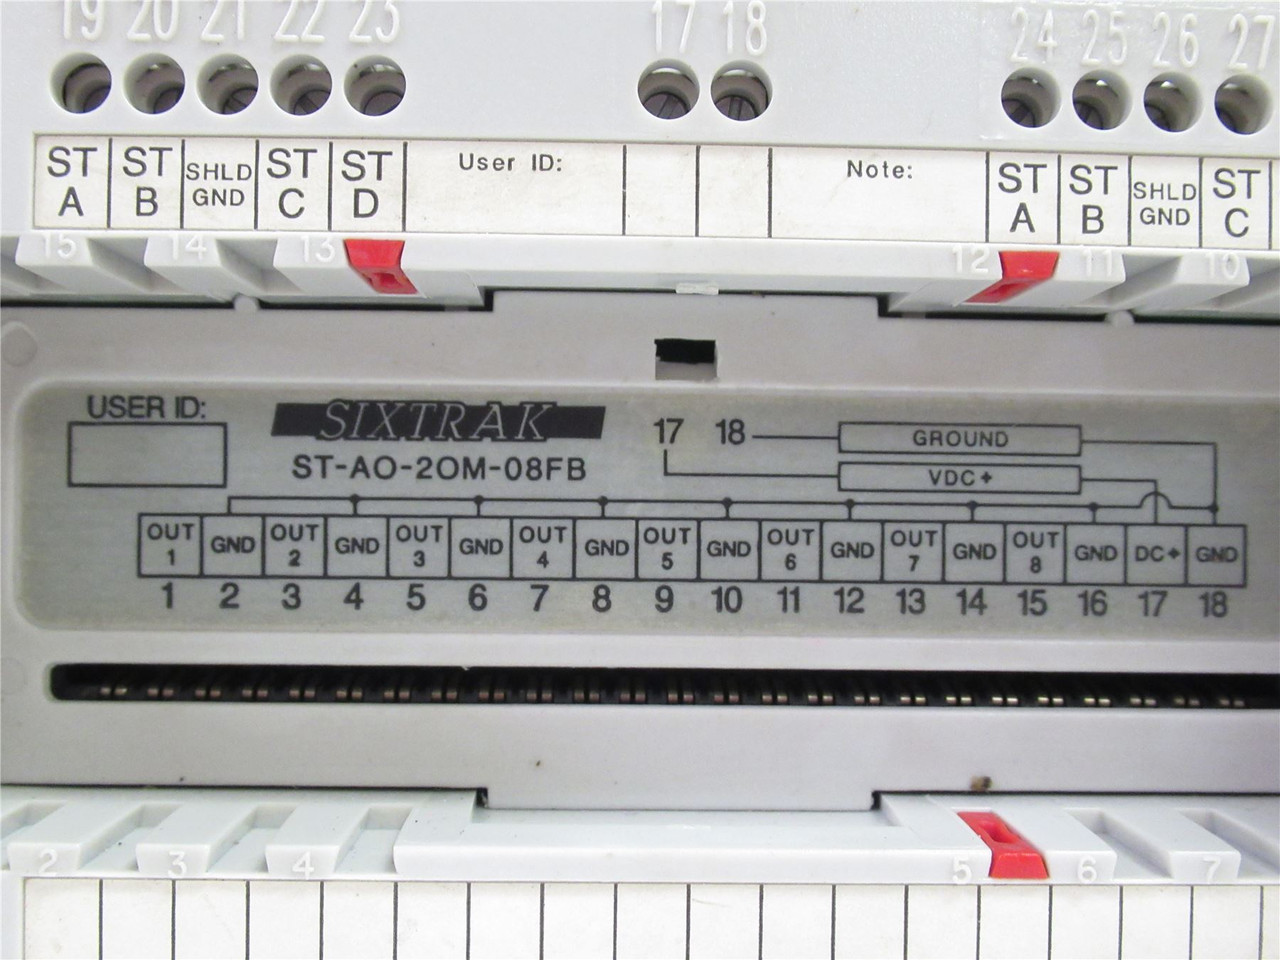 19 20 21 22 23 17 18 24 25 26 27
ST A ST B SHLD GND ST C ST D User ID: Note: ST A ST B SHLD GND ST C
15 14 13 12 11 10
USER ID:
SIXTRAK
ST-AO-20M-08FB
17 18 GROUND
VDC+
OUT 1 GND OUT 2 GND OUT 3 GND OUT 4 GND OUT 5 GND OUT 6 GND OUT 7 GND OUT 8 GND DC+ GND
1 2 3 4 5 6 7 8 9 10 11 12 13 14 15 16 17 18
2 3 4 5 6 7